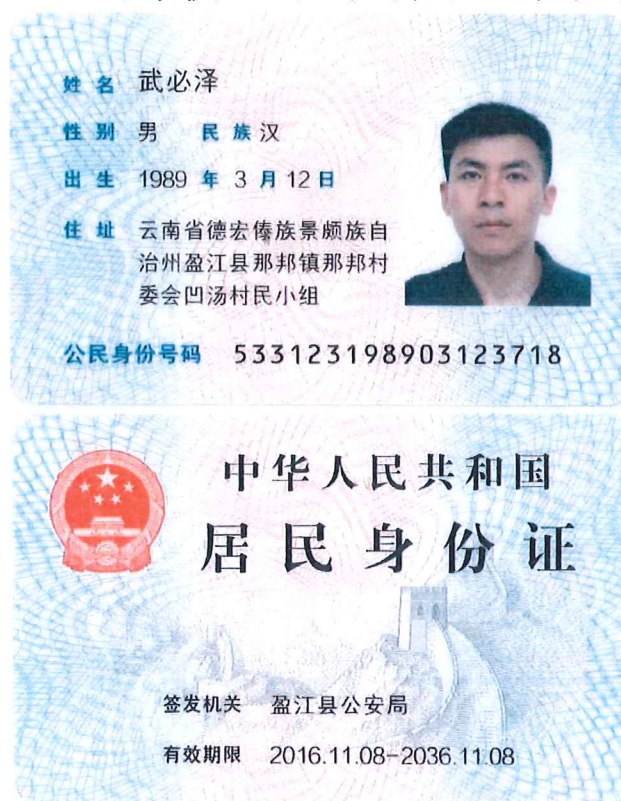 姓名 武必泽
性别 男 民族 汉
出生 1989 年 3 月 12 日
住址 云南省德宏傣族景颇族自
治州盈江县那邦镇那邦村
委会凹汤村民小组
公民身份号码 533123198903123718
中华人民共和国
居民身份证
签发机关 盈江县公安局
有效期限 2016.11.08-2036.11.08